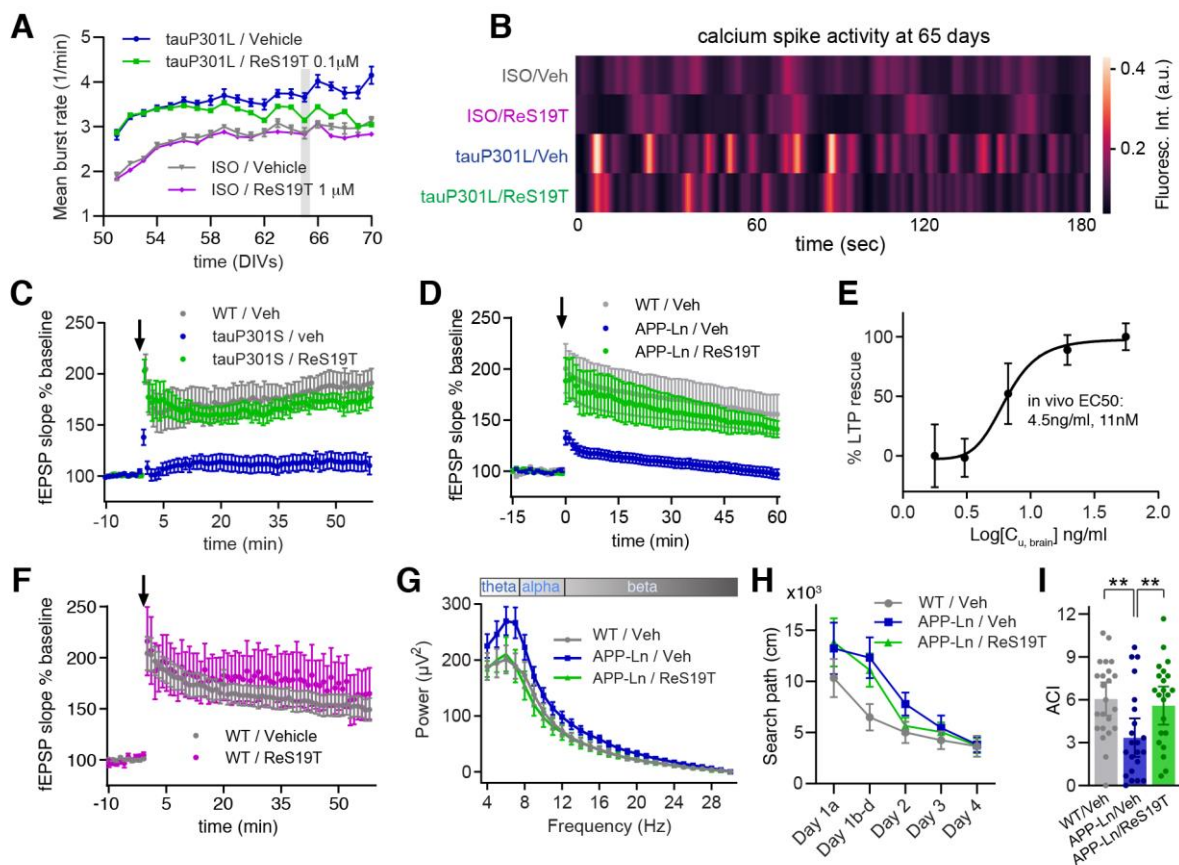 A
tauP301L / Vehicle
tauP301L / ReS19T 0.1µM
Mean burst rate (1/min)
5
4
3
2
1
ISO / Vehicle
ISO / ReS19T 1 µM
50 54 58 62 66 70
time (DIVs)
B
calcium spike activity at 65 days
ISO/Veh
ISO/ReS19T
tauP301L/Veh
tauP301L/ReS19T
0 60 120 180
time (sec)
0.4
0.2
Fluoresc. Int. (a.u.)
C
WT / Veh
tauP301S / veh
tauP301S / ReS19T
fEPSP slope % baseline
250
200
150
100
-10 5 20 35 50
time (min)
D
WT / Veh
APP-Ln / Veh
APP-Ln / ReS19T
fEPSP slope % baseline
250
200
150
100
-15 0 15 30 45 60
time (min)
E
% LTP rescue
100
50
0
in vivo EC50:
4.5ng/ml, 11nM
0.0 0.5 1.0 1.5 2.0
Log[Cu, brain] ng/ml
F
fEPSP slope % baseline
250
200
150
100
WT / Vehicle
WT / ReS19T
-10 5 20 35 50
time (min)
G
theta alpha beta
Power (µV²)
300
200
100
0
WT / Veh
APP-Ln / Veh
APP-Ln / ReS19T
4 8 12 16 20 24 28
Frequency (Hz)
H
x10³
WT / Veh
APP-Ln / Veh
APP-Ln / ReS19T
Search path (cm)
15
10
5
0
Day 1a Day 1b-d Day 2 Day 3 Day 4
I
** **
ACI
12
9
6
3
0
WT/Veh
APP-Ln/Veh
APP-Ln/ReS19T